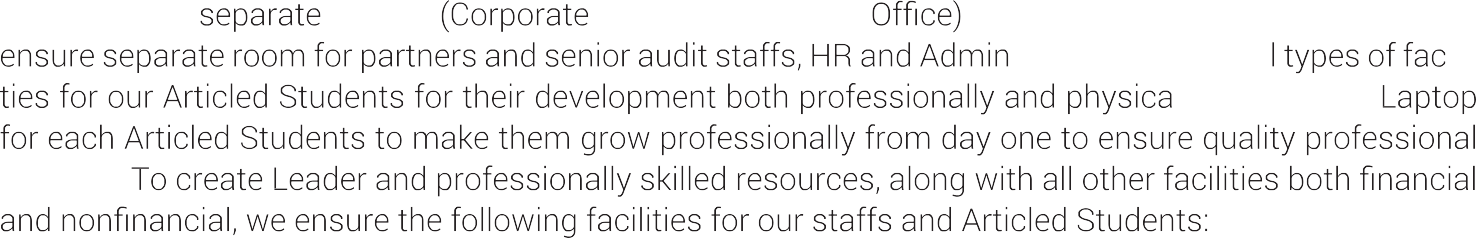 separate (Corporate Office)
ensure separate room for partners and senior audit staffs, HR and Admin l types of fac
ties for our Articled Students for their development both professionally and physica Laptop
for each Articled Students to make them grow professionally from day one to ensure quality professional
To create Leader and professionally skilled resources, along with all other facilities both financial
and nonfinancial, we ensure the following facilities for our staffs and Articled Students: